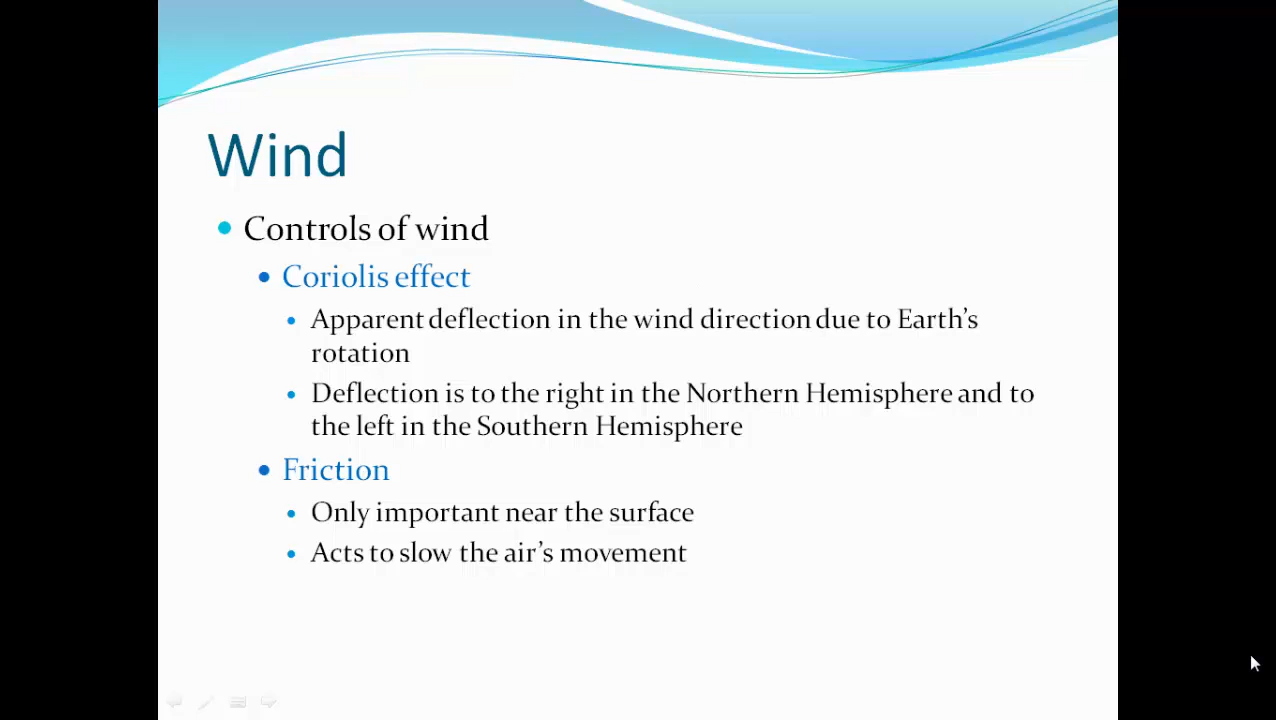 Wind
Controls of wind
Coriolis effect
Apparent deflection in the wind direction due to Earth's
rotation
Deflection is to the right in the Northern Hemisphere and to
the left in the Southern Hemisphere
Friction
Only important near the surface
Acts to slow the air's movement